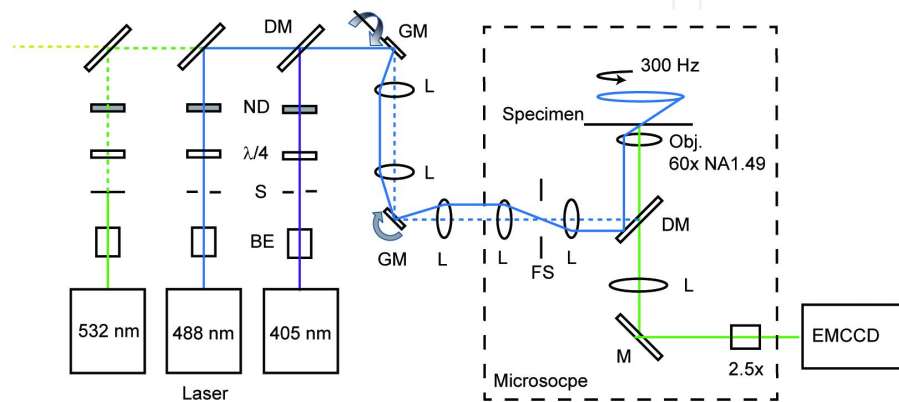 DM
GM
ND
λ/4
S
BE
532 nm
488 nm
405 nm
Laser
L
L
GM
L
L
FS
L
300 Hz
Specimen
Obj.
60x NA1.49
DM
L
M
2.5x
EMCCD
Microsocpe